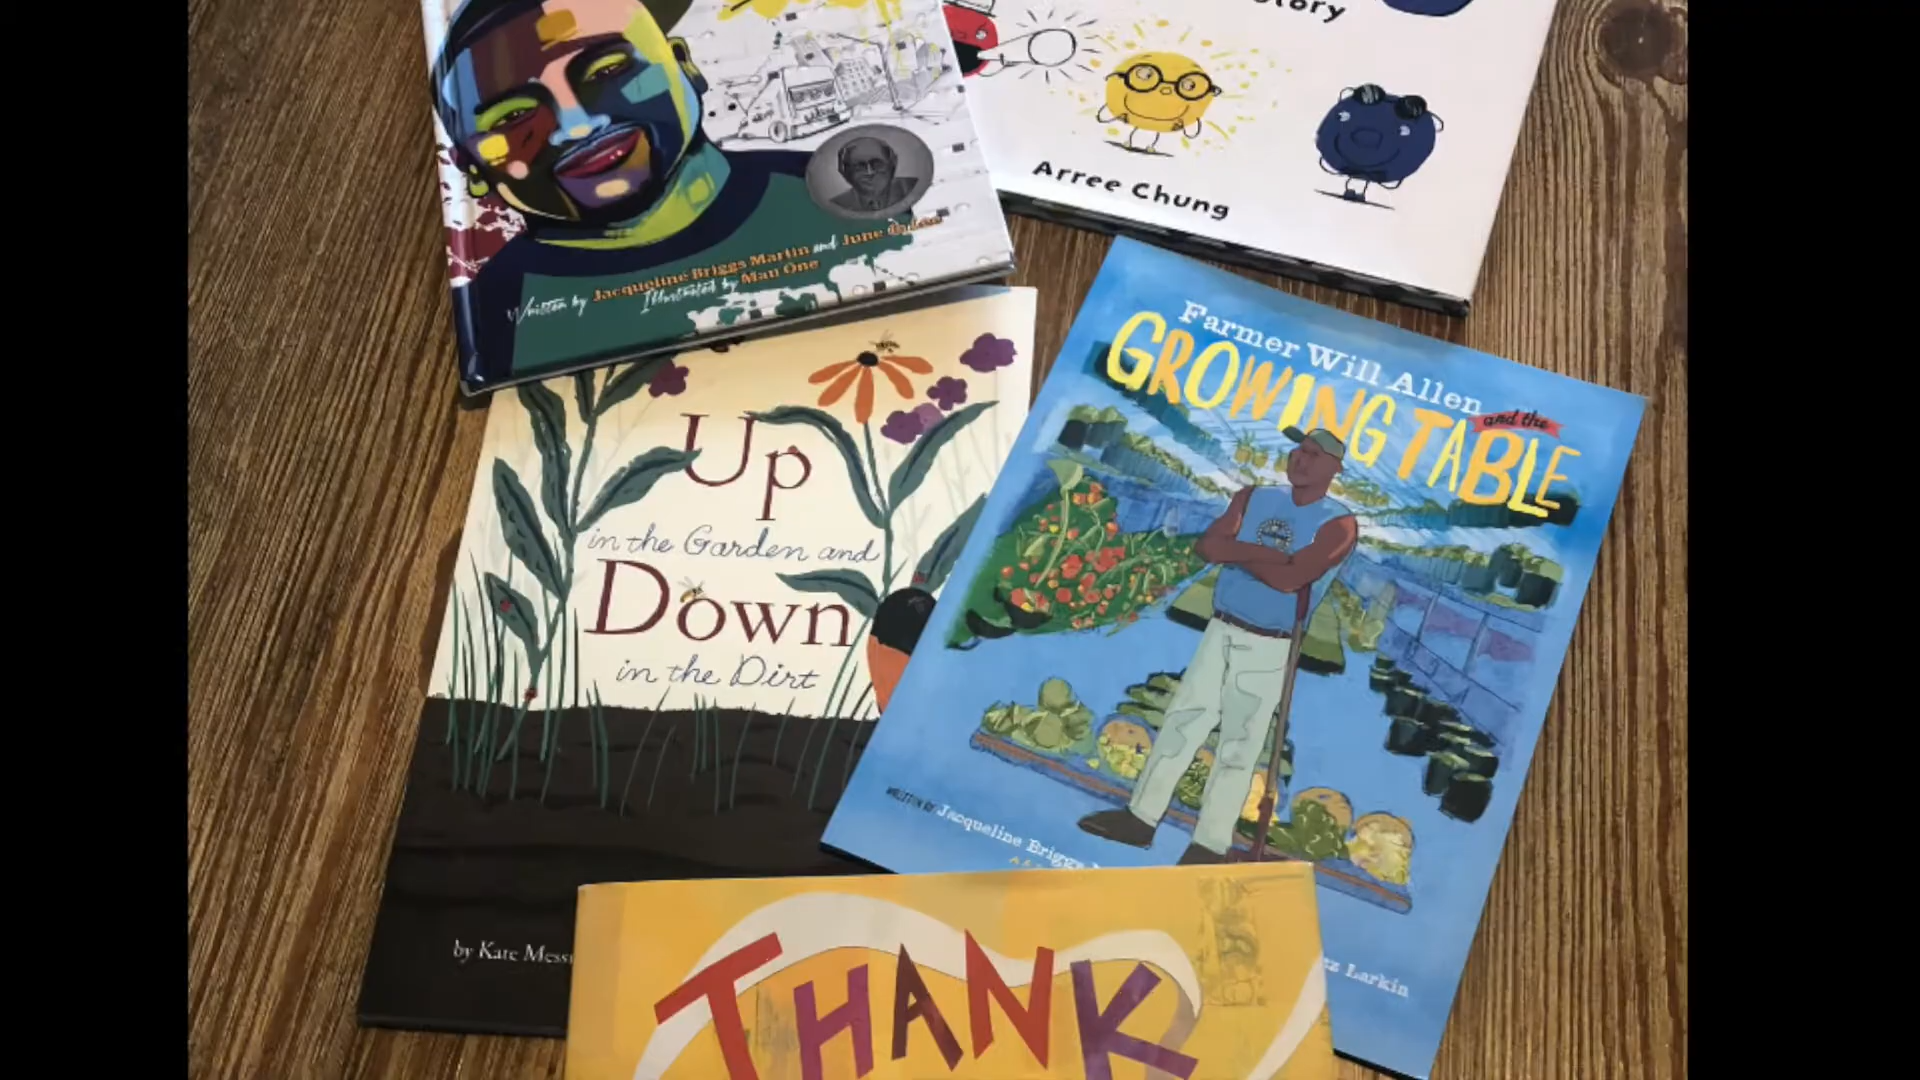 Story
Arree Chung
Written by Jacqueline Briggs Martin and June Jo Lee
Illustrated by Man One
Up
in the Garden and
Down
in the Dirt
by Kate Mess
Farmer Will Allen
and the
GROWING TABLE
WRITTEN BY Jacqueline Briggs
Larkin
THANK